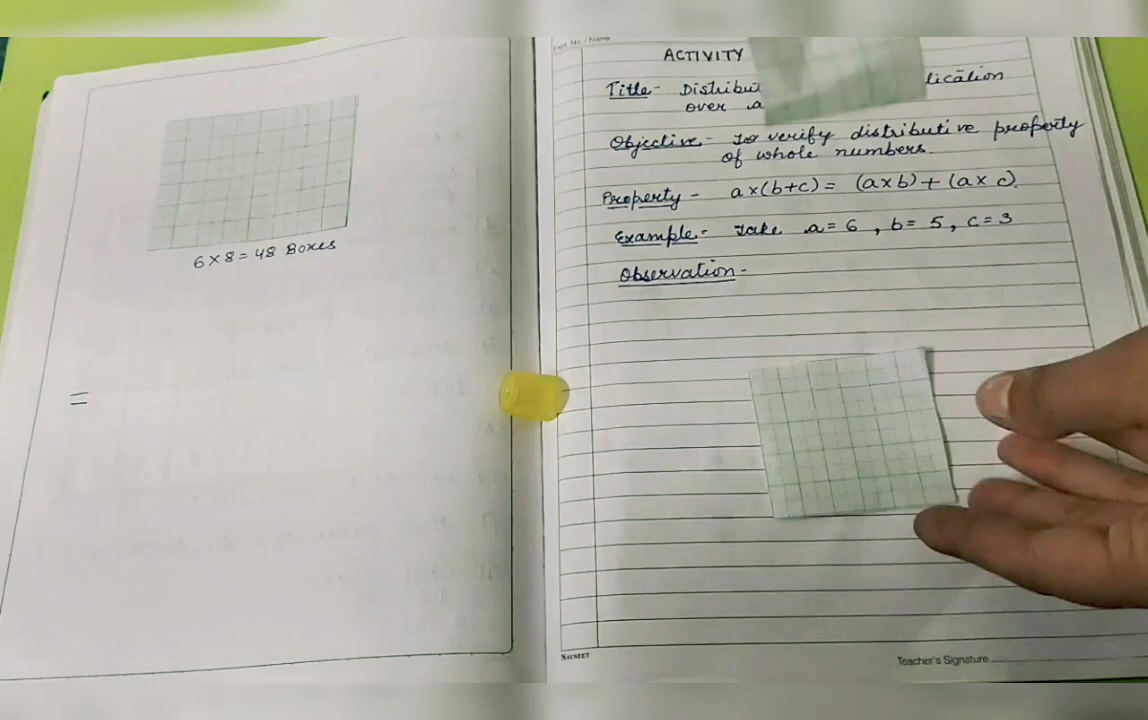 6 x 8 = 48 Boxes
=
ACTIVITY
Title - Distribu lication
over a
Objective - To verify distributive property
of whole numbers.
Property - a x (b+c) = (a x b) + (a x c).
Example - Take a = 6 , b = 5 , c = 3
Observation -
NAVNEET
Teacher's Signature